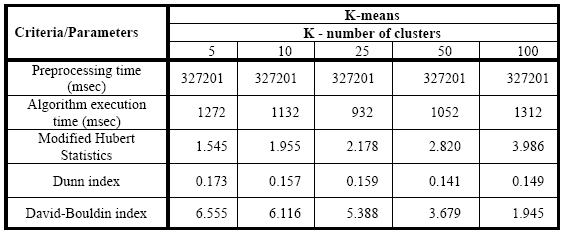 Criteria/Parameters
K-means
K - number of clusters
5 10 25 50 100
Preprocessing time (msec) 327201 327201 327201 327201 327201
Algorithm execution time (msec) 1272 1132 932 1052 1312
Modified Hubert Statistics 1.545 1.955 2.178 2.820 3.986
Dunn index 0.173 0.157 0.159 0.141 0.149
David-Bouldin index 6.555 6.116 5.388 3.679 1.945